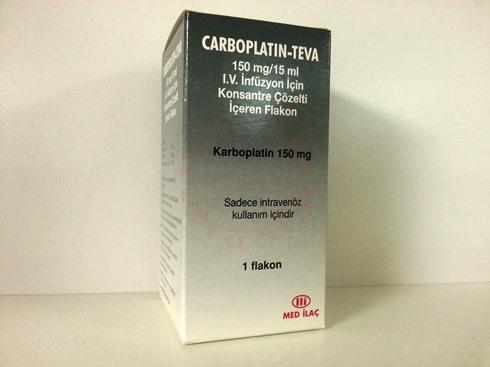 CARBOPLATIN-TEVA
150 mg/15 ml
I.V. İnfüzyon İçin
Konsantre Çözelti
İçeren Flakon
Karboplatin 150 mg
Sadece intravenöz
kullanım içindir
1 flakon
MED İLAÇ